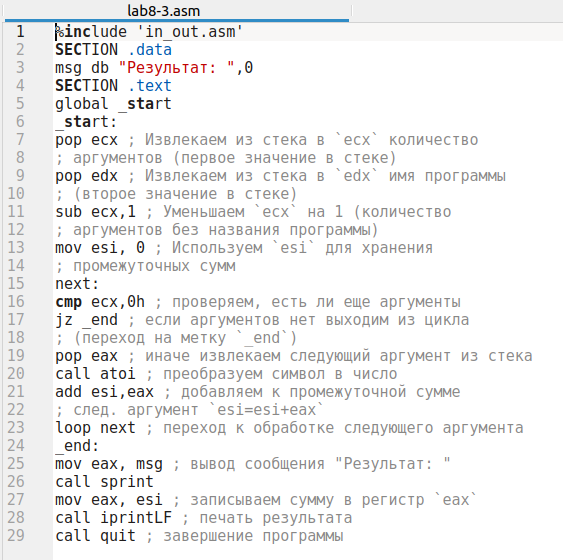 lab8-3.asm
1 %include 'in_out.asm'
2 SECTION .data
3 msg db "Результат: ",0
4 SECTION .text
5 global _start
6 _start:
7 pop ecx ; Извлекаем из стека в `ecx` количество
8 ; аргументов (первое значение в стеке)
9 pop edx ; Извлекаем из стека в `edx` имя программы
10 ; (второе значение в стеке)
11 sub ecx,1 ; Уменьшаем `ecx` на 1 (количество
12 ; аргументов без названия программы)
13 mov esi, 0 ; Используем `esi` для хранения
14 ; промежуточных сумм
15 next:
16 cmp ecx,0h ; проверяем, есть ли еще аргументы
17 jz _end ; если аргументов нет выходим из цикла
18 ; (переход на метку `_end`)
19 pop eax ; иначе извлекаем следующий аргумент из стека
20 call atoi ; преобразуем символ в число
21 add esi,eax ; добавляем к промежуточной сумме
22 ; след. аргумент `esi=esi+eax`
23 loop next ; переход к обработке следующего аргумента
24 _end:
25 mov eax, msg ; вывод сообщения "Результат: "
26 call sprint
27 mov eax, esi ; записываем сумму в регистр `eax`
28 call iprintLF ; печать результата
29 call quit ; завершение программы